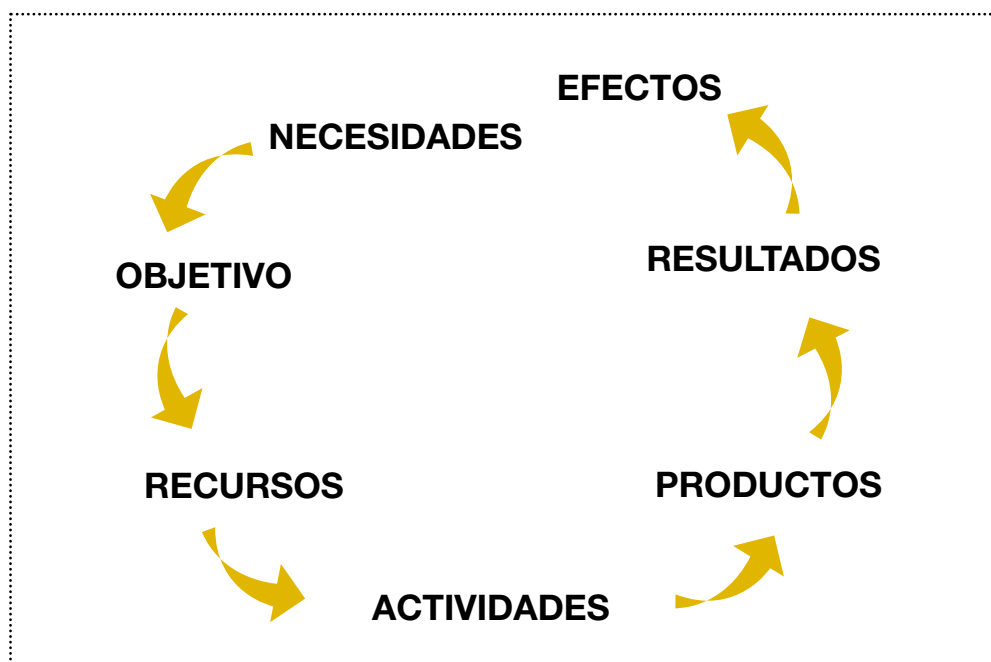 EFECTOS
NECESIDADES
OBJETIVO
RESULTADOS
RECURSOS
PRODUCTOS
ACTIVIDADES